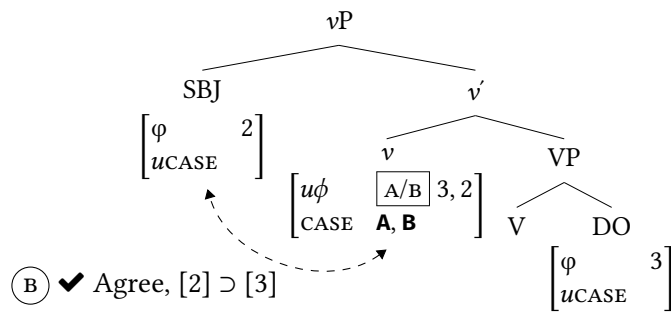 vP
SBJ v′
[φ 2
uCASE ]
v VP
[uϕ A/B 3, 2
CASE A, B ]
V DO
[φ 3
uCASE ]
B ✔ Agree, [2] ⊃ [3]